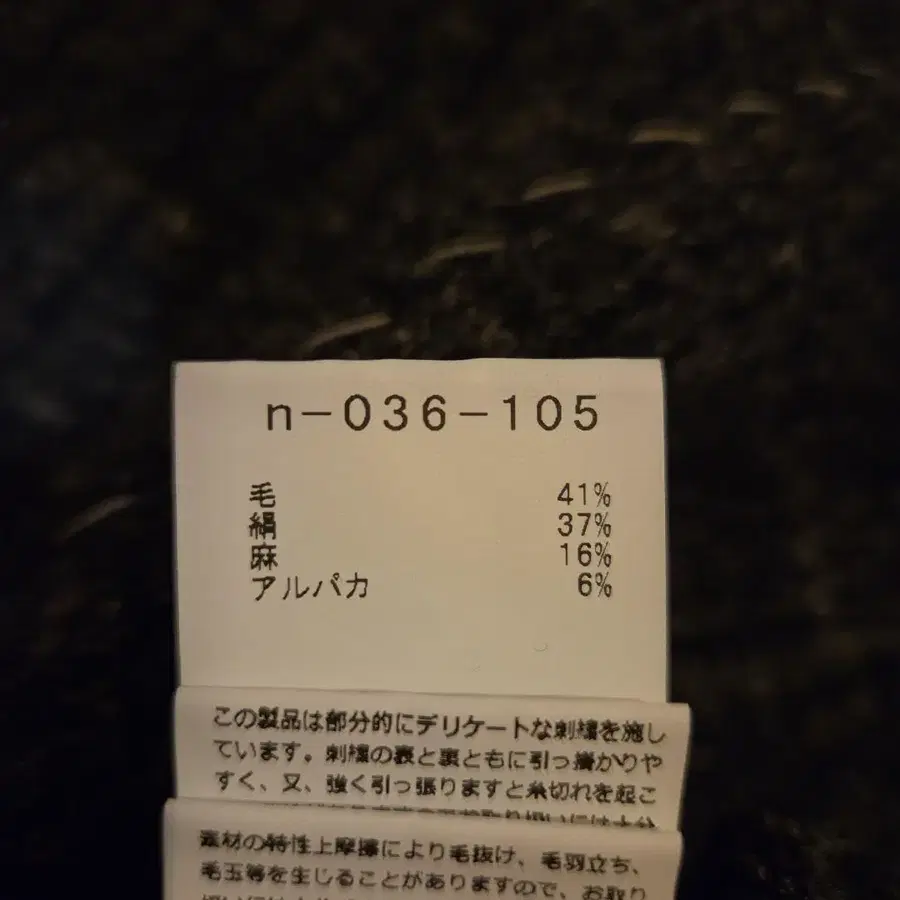 n-036-105
毛 41%
絹 37%
麻 16%
アルパカ 6%
この製品は部分的にデリケートな刺繍を施し
ています。刺繍の表と裏ともに引っ掛かりや
すく、又、強く引っ張りますと糸切れを起こ
素材の特性上摩擦により毛抜け、毛羽立ち、
毛玉等を生じることがありますので、お取り